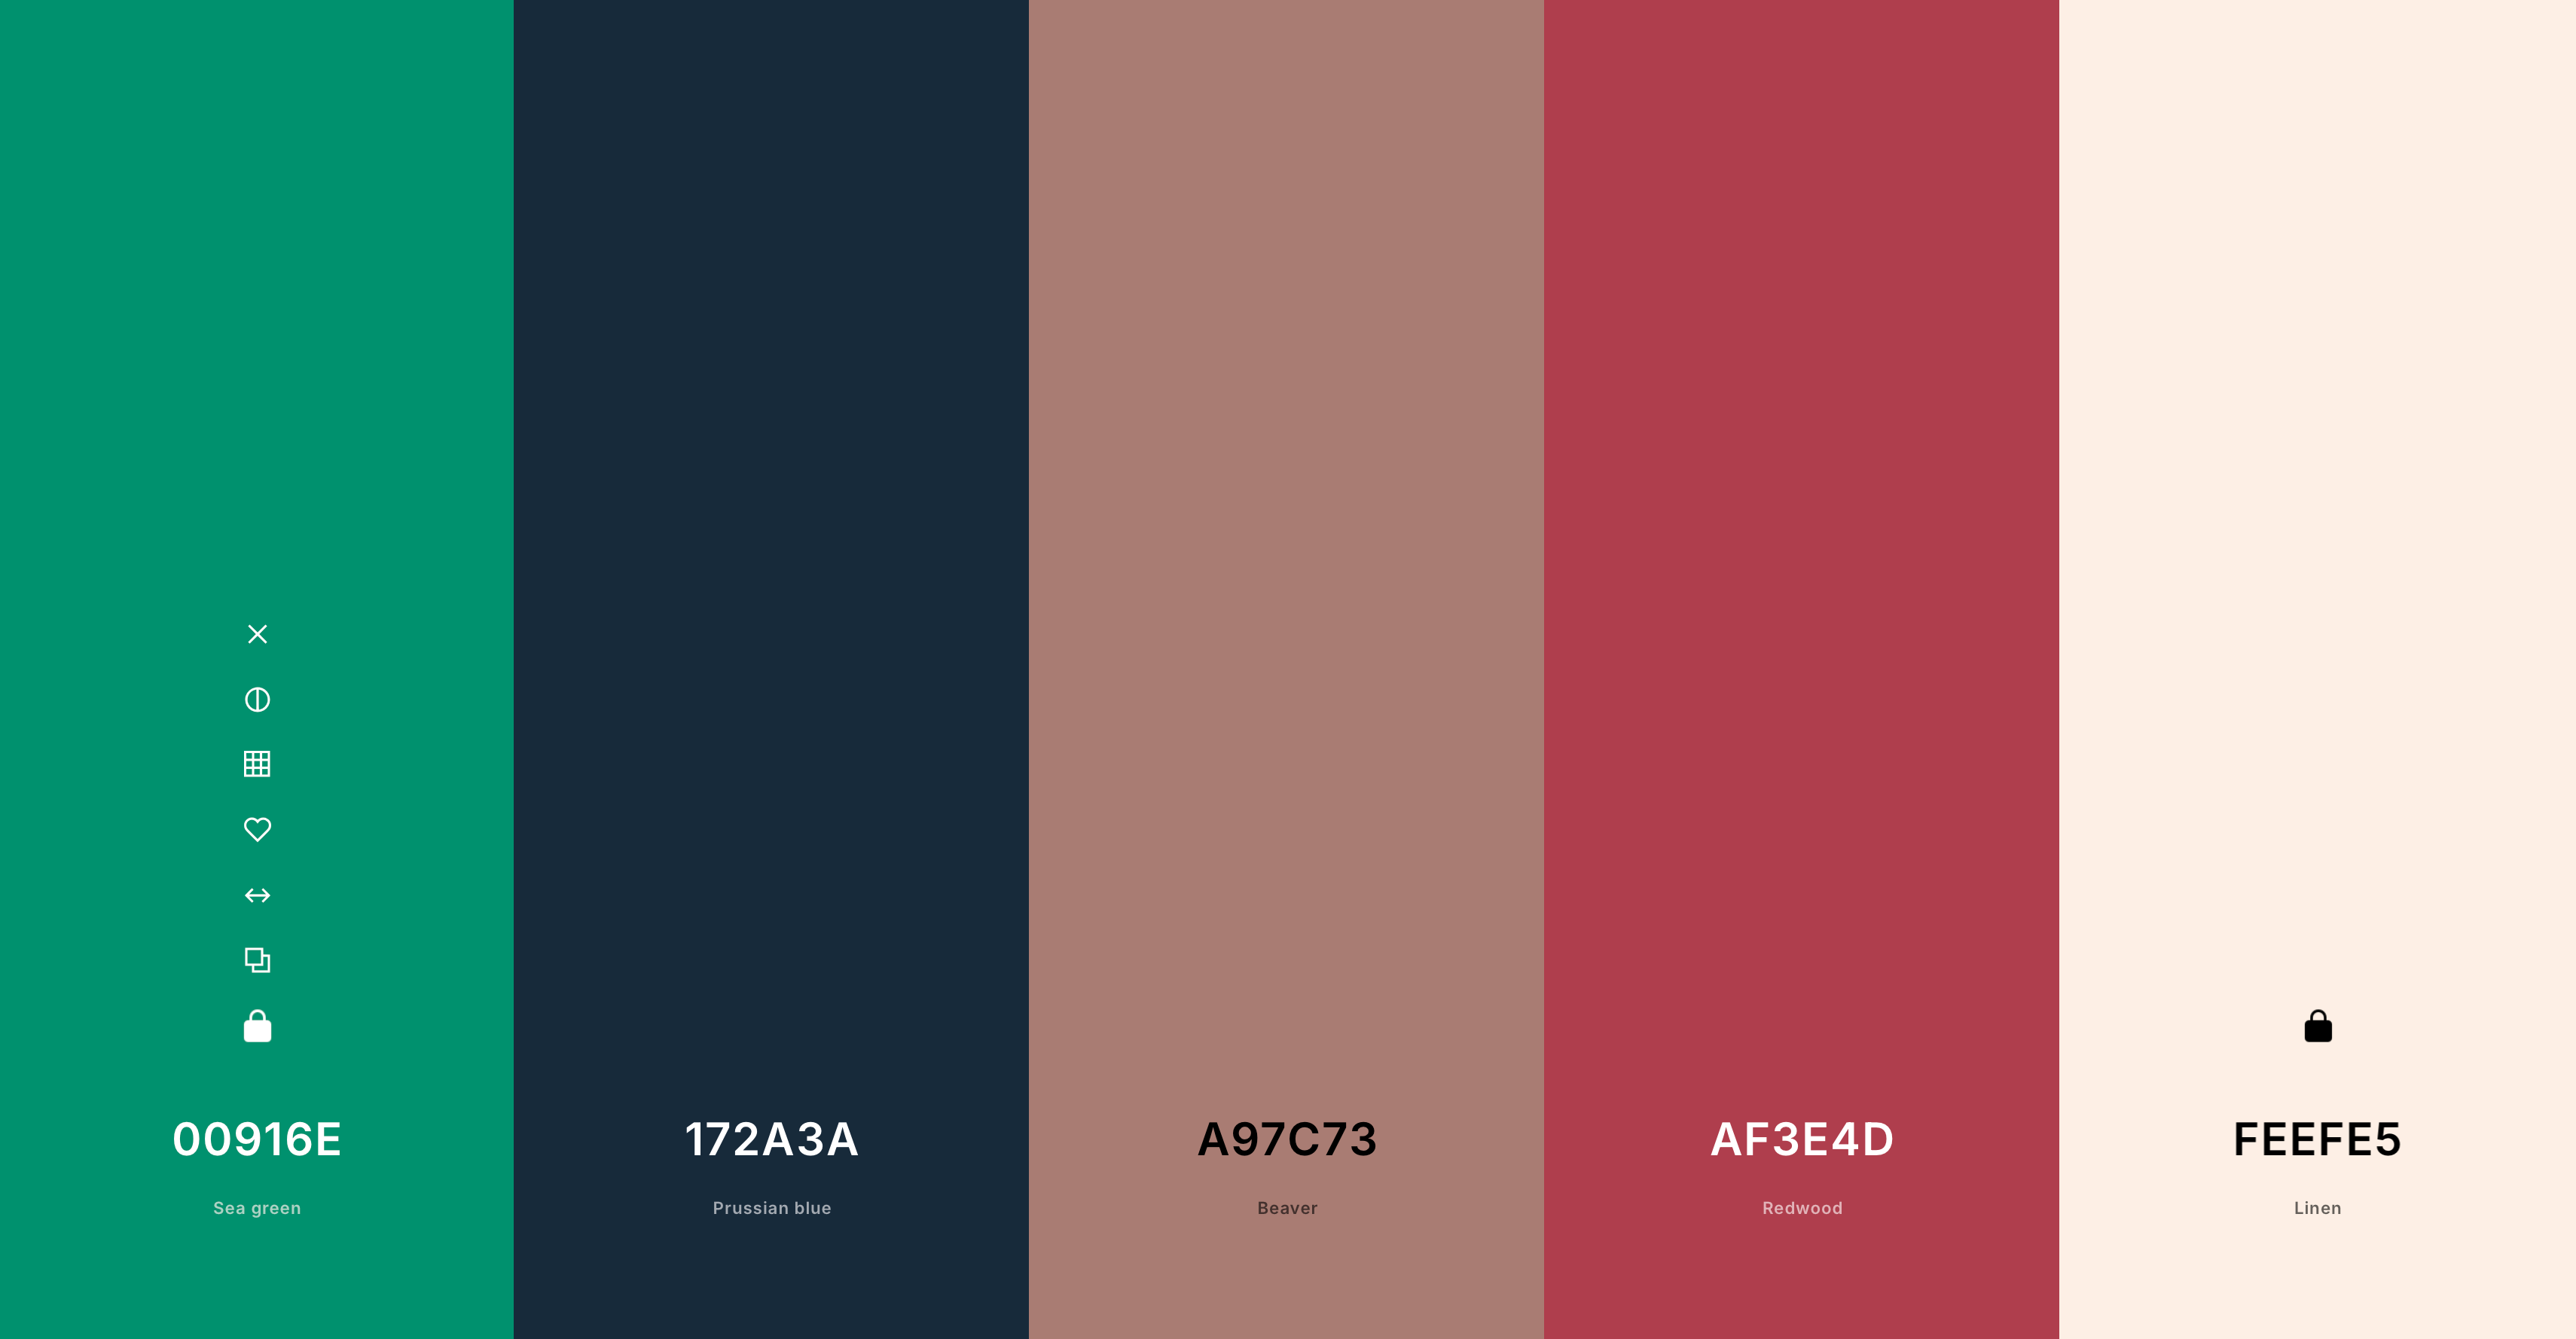 00916E
Sea green
172A3A
Prussian blue
A97C73
Beaver
AF3E4D
Redwood
FEEFE5
Linen